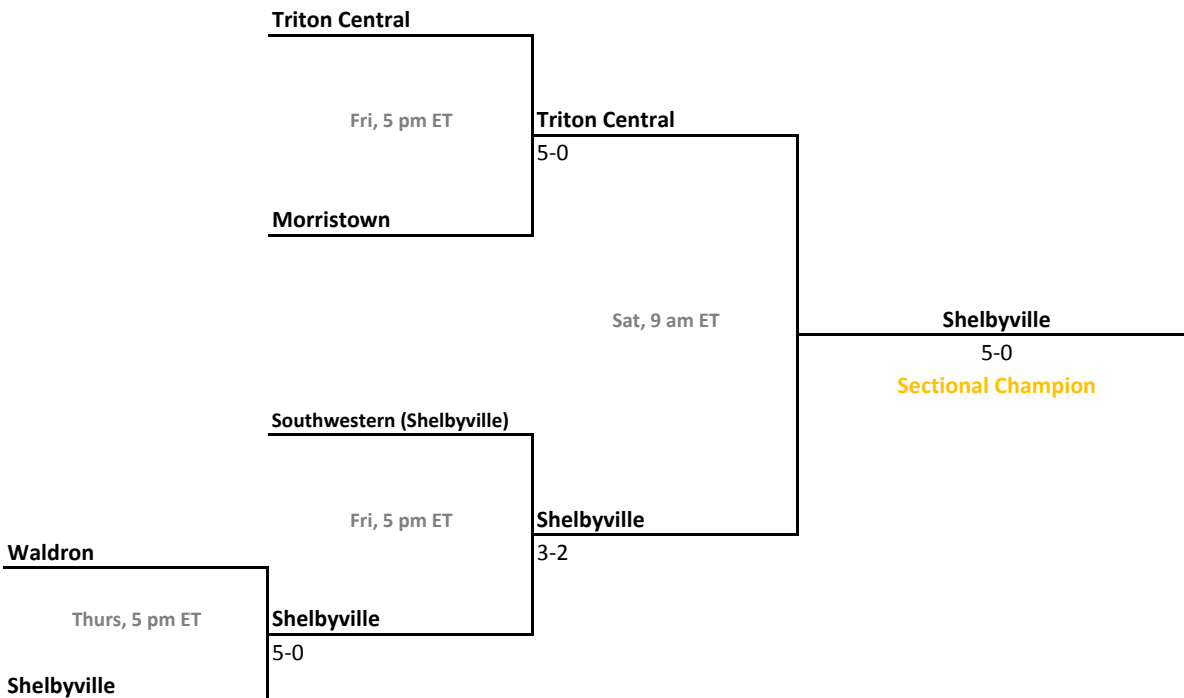 Triton Central
Fri, 5 pm ET
Triton Central
5-0
Morristown
Sat, 9 am ET
Shelbyville
5-0
Sectional Champion
Southwestern (Shelbyville)
Fri, 5 pm ET
Shelbyville
3-2
Waldron
Thurs, 5 pm ET
Shelbyville
5-0
Shelbyville